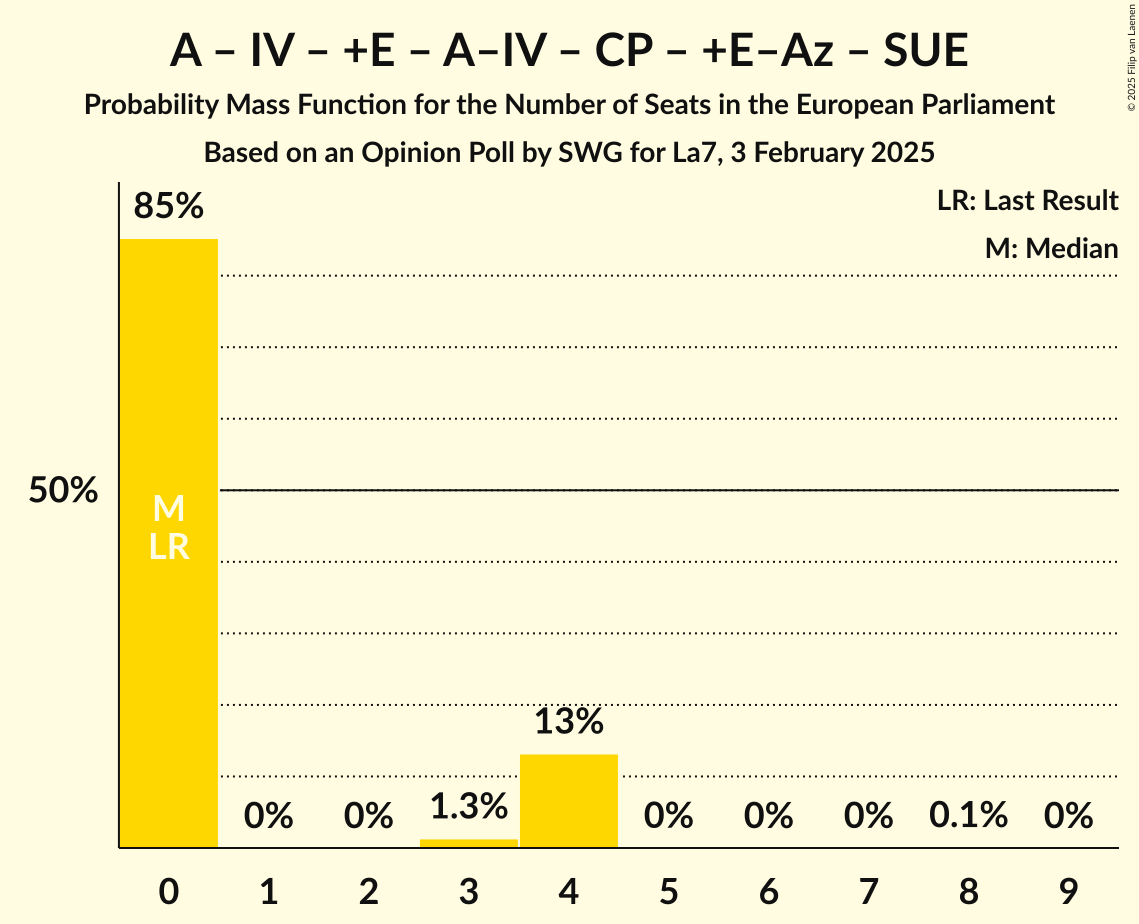 A – IV – +E – A–IV – CP – +E–Az – SUE
Probability Mass Function for the Number of Seats in the European Parliament
Based on an Opinion Poll by SWG for La7, 3 February 2025
© 2025 Filip van Laenen
LR: Last Result
M: Median
85%
50%
M
LR
0%
0%
1.3%
13%
0%
0%
0%
0.1%
0%
0
1
2
3
4
5
6
7
8
9